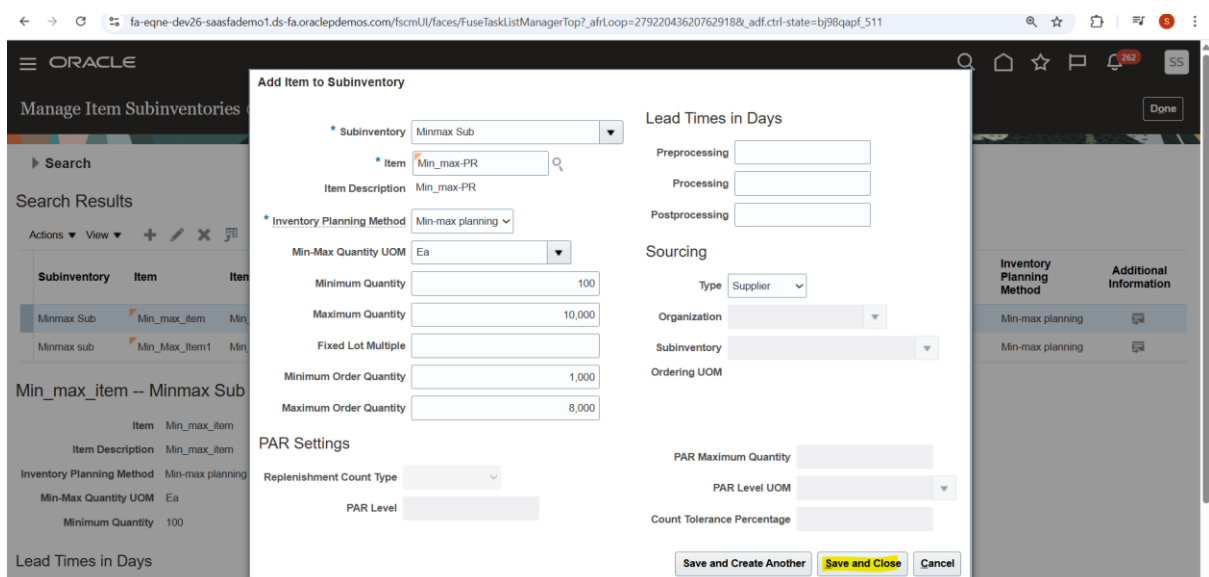 fa-eqne-dev26-saasfademo1.ds-fa.oraclepdemos.com/fscmUI/faces/FuseTaskListManagerTop?_afrLoop=27922043620762918&_adf.ctrl-state=bj98qapf_511
S
ORACLE
262
SS
Manage Item Subinventories
Done
Search
Search Results
Actions View
Subinventory Item Item
Inventory Planning Method
Additional Information
Minmax Sub Min_max_item Min_ Min-max planning
Minmax sub Min_Max_Item1 Min_ Min-max planning
Min_max_item -- Minmax Sub
Item Min_max_item
Item Description Min_max_item
Inventory Planning Method Min-max planning
Min-Max Quantity UOM Ea
Minimum Quantity 100
Lead Times in Days
Add Item to Subinventory
* Subinventory Minmax Sub
* Item Min_max-PR
Item Description Min_max-PR
* Inventory Planning Method Min-max planning
Min-Max Quantity UOM Ea
Minimum Quantity 100
Maximum Quantity 10,000
Fixed Lot Multiple
Minimum Order Quantity 1,000
Maximum Order Quantity 8,000
PAR Settings
Replenishment Count Type
PAR Level
Lead Times in Days
Preprocessing
Processing
Postprocessing
Sourcing
Type Supplier
Organization
Subinventory
Ordering UOM
PAR Maximum Quantity
PAR Level UOM
Count Tolerance Percentage
Save and Create Another Save and Close Cancel